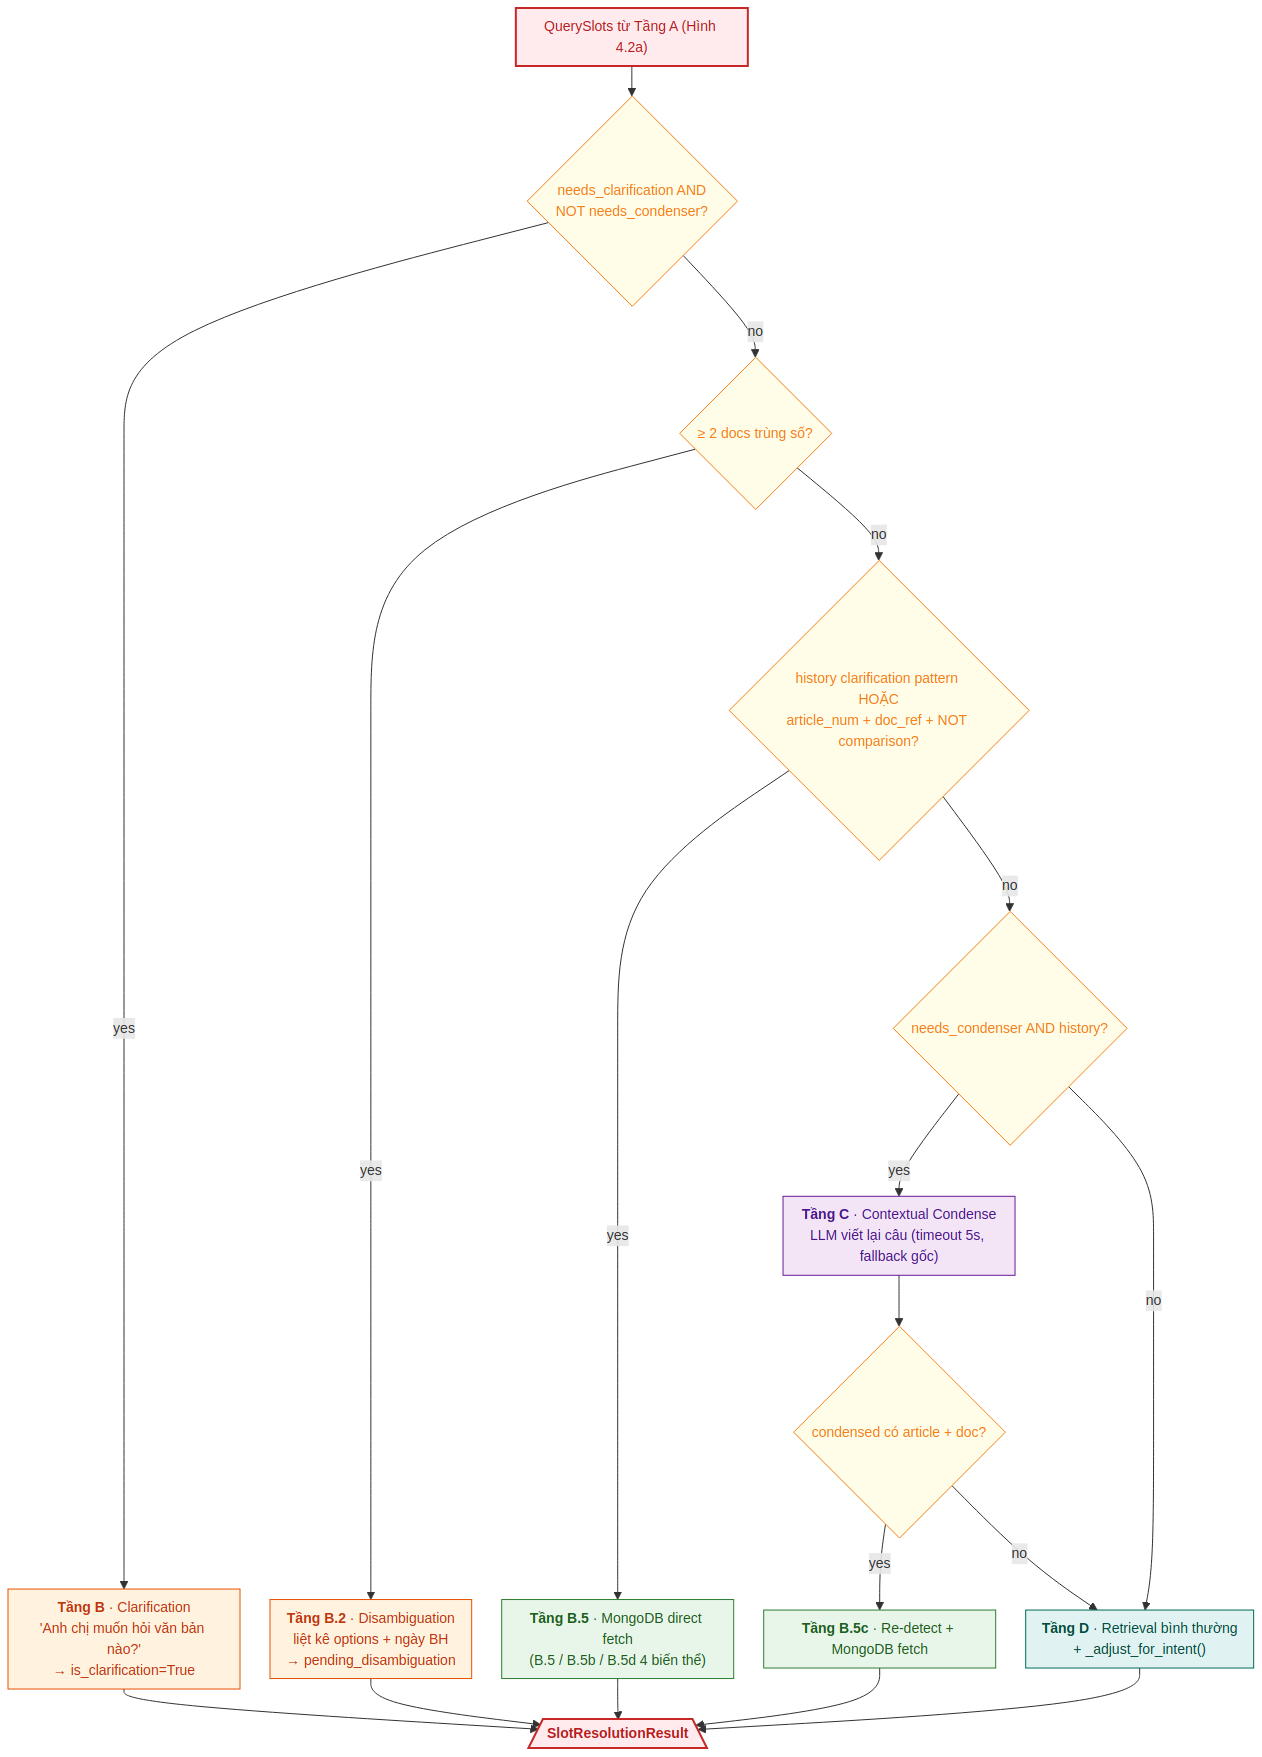 QuerySlots từ Tầng A (Hình
4.2a)
needs_clarification AND
NOT needs_condenser?
no
≥ 2 docs trùng số?
no
history clarification pattern
HOẶC
article_num + doc_ref + NOT
comparison?
no
yes
needs_condenser AND history?
yes
yes
Tầng C · Contextual Condense
LLM viết lại câu (timeout 5s,
fallback gốc)
yes
no
condensed có article + doc?
yes
no
Tầng B · Clarification
'Anh chị muốn hỏi văn bản
nào?'
→ is_clarification=True
Tầng B.2 · Disambiguation
liệt kê options + ngày BH
→ pending_disambiguation
Tầng B.5 · MongoDB direct
fetch
(B.5 / B.5b / B.5d 4 biến thể)
Tầng B.5c · Re-detect +
MongoDB fetch
Tầng D · Retrieval bình thường
+ _adjust_for_intent()
SlotResolutionResult